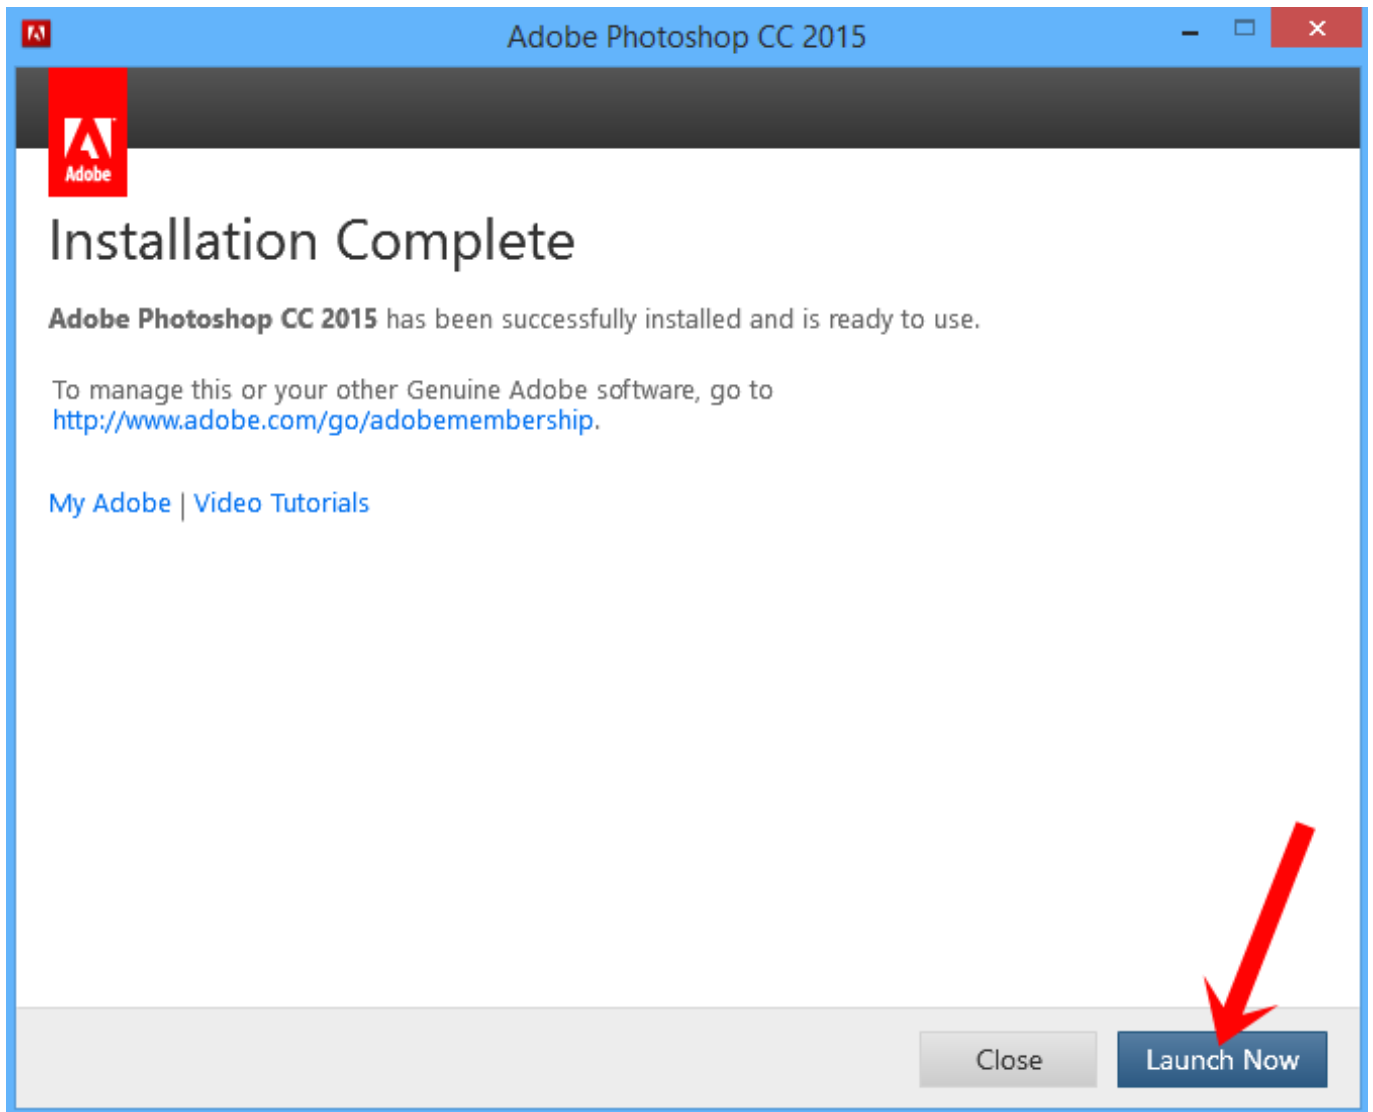 Adobe Photoshop CC 2015
Adobe
Installation Complete
Adobe Photoshop CC 2015 has been successfully installed and is ready to use.
To manage this or your other Genuine Adobe software, go to
http://www.adobe.com/go/adobemembership.
My Adobe | Video Tutorials
Close
Launch Now